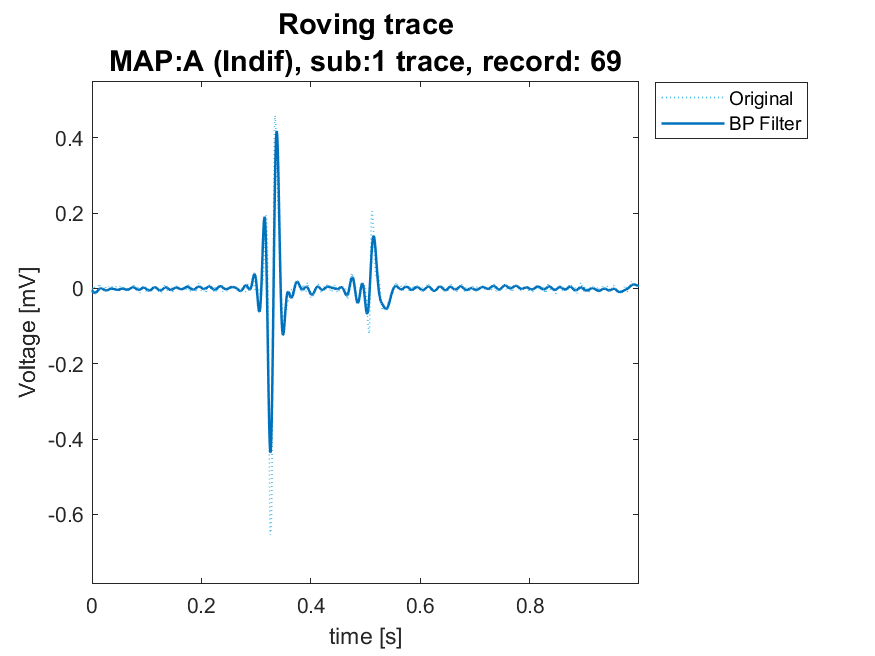 Roving trace
MAP:A (Indif), sub:1 trace, record: 69
Original
BP Filter
0.4
0.2
0
-0.2
-0.4
-0.6
Voltage [mV]
0
0.2
0.4
0.6
0.8
time [s]